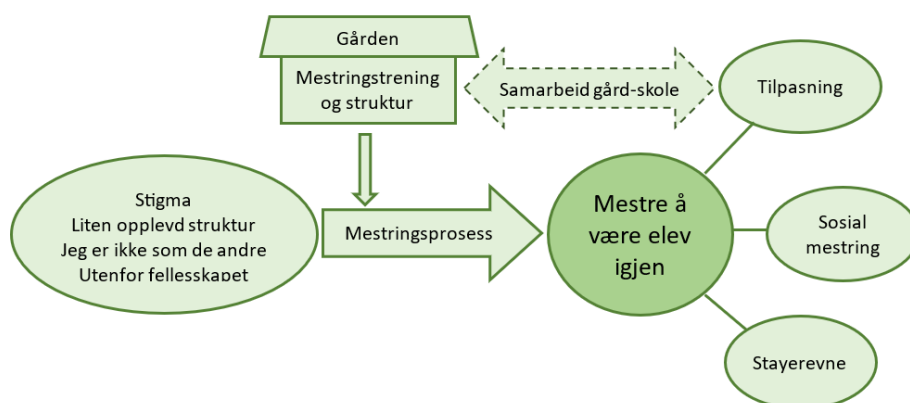 Gården
Mestringstrening
og struktur
Samarbeid gård-skole
Tilpasning
Stigma
Liten opplevd struktur
Jeg er ikke som de andre
Utenfor fellesskapet
Mestringsprosess
Mestre å
være elev
igjen
Sosial
mestring
Stayerevne